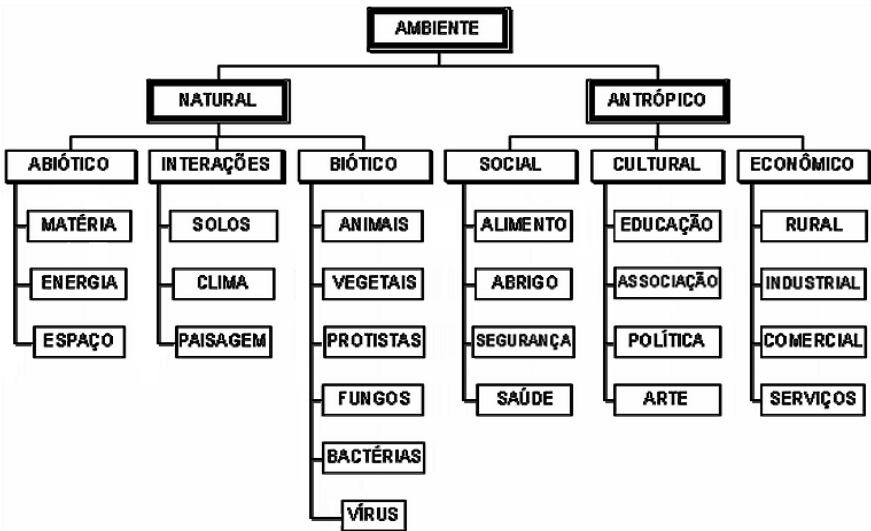 AMBIENTE
NATURAL
ANTRÓPICO
ABIÓTICO
INTERAÇÕES
BIÓTICO
SOCIAL
CULTURAL
ECONÔMICO
MATÉRIA
SOLOS
ANIMAIS
ALIMENTO
EDUCAÇÃO
RURAL
ENERGIA
CLIMA
VEGETAIS
ABRIGO
ASSOCIAÇÃO
INDUSTRIAL
ESPAÇO
PAISAGEM
PROTISTAS
SEGURANÇA
POLÍTICA
COMERCIAL
FUNGOS
SAÚDE
ARTE
SERVIÇOS
BACTÉRIAS
VÍRUS